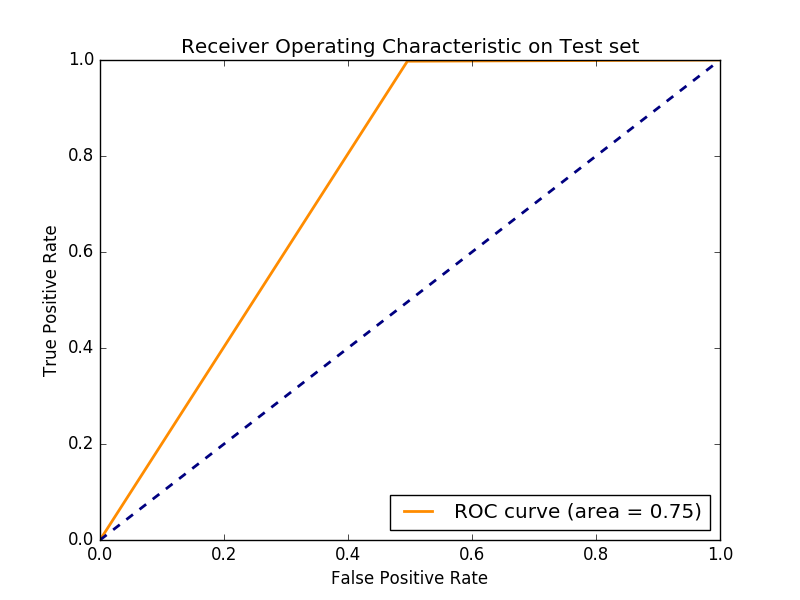 Receiver Operating Characteristic on Test set
1.0
0.8
0.6
0.4
0.2
0.0
True Positive Rate
0.0 0.2 0.4 0.6 0.8 1.0
False Positive Rate
ROC curve (area = 0.75)